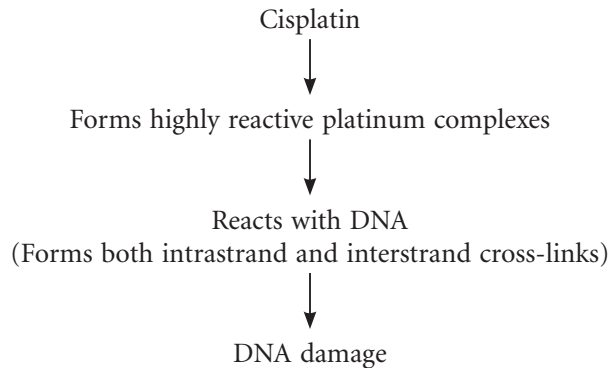 Cisplatin
Forms highly reactive platinum complexes
Reacts with DNA
(Forms both intrastrand and interstrand cross-links)
DNA damage